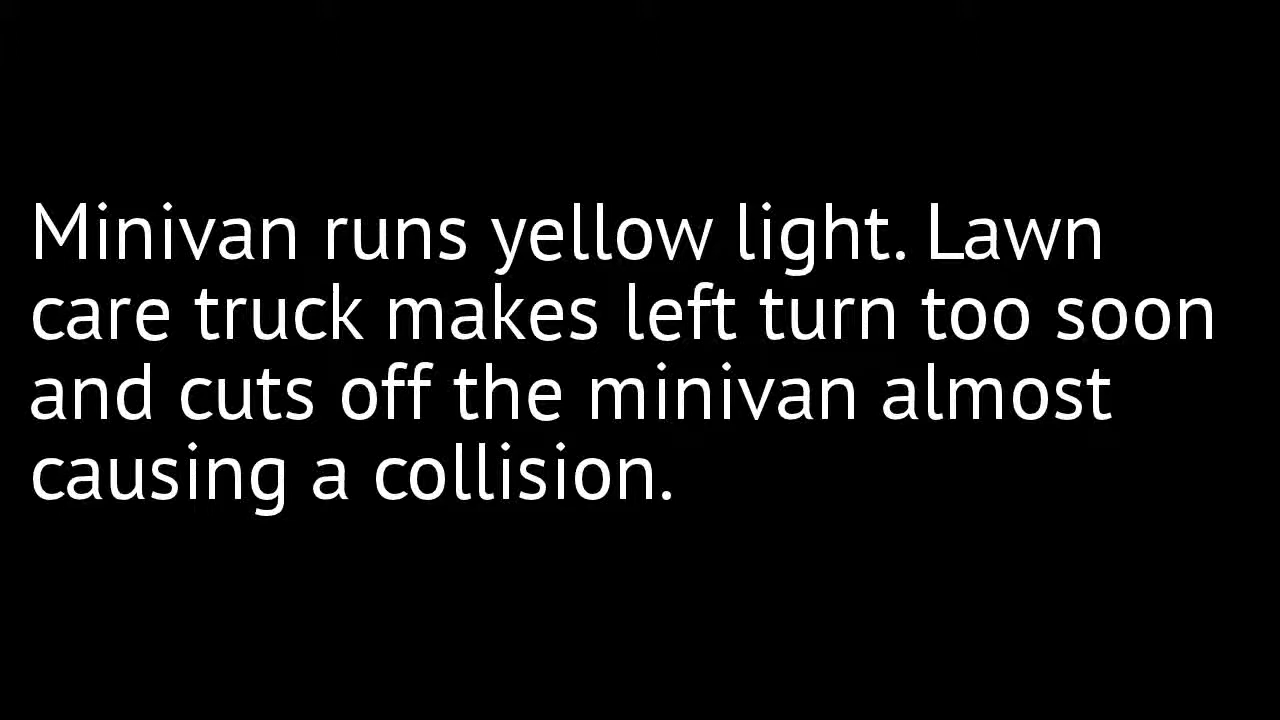 Minivan runs yellow light. Lawn
care truck makes left turn too soon
and cuts off the minivan almost
causing a collision.